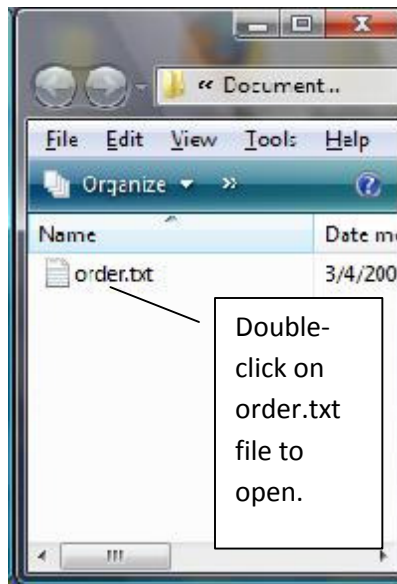 « Document ..
File Edit View Tools Help
Organize »
Name Date mo
order.txt 3/4/200
Double-
click on
order.txt
file to
open.